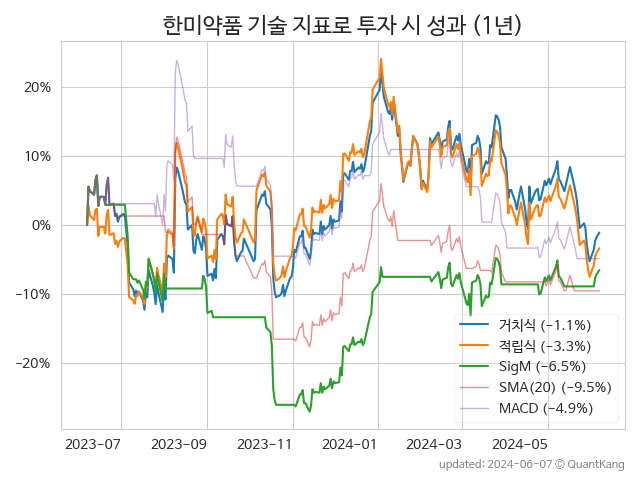 한미약품 기술 지표로 투자 시 성과 (1년)
20%
10%
0%
−10%
−20%
거치식 (−1.1%)
적립식 (−3.3%)
SigM (−6.5%)
SMA(20) (−9.5%)
MACD (−4.9%)
2023-07 2023-09 2023-11 2024-01 2024-03 2024-05
updated: 2024-06-07 © QuantKang